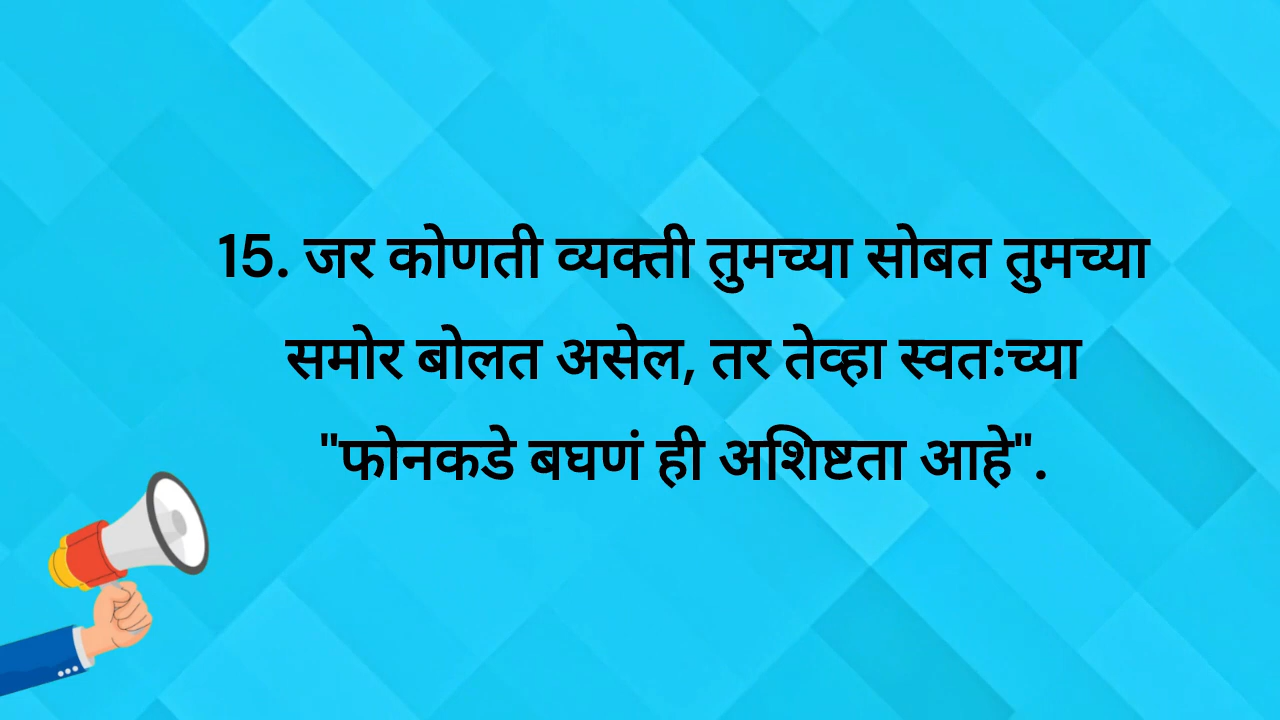 15. जर कोणती व्यक्ती तुमच्या सोबत तुमच्या
समोर बोलत असेल, तर तेव्हा स्वतःच्या
"फोनकडे बघणं ही अशिष्टता आहे".